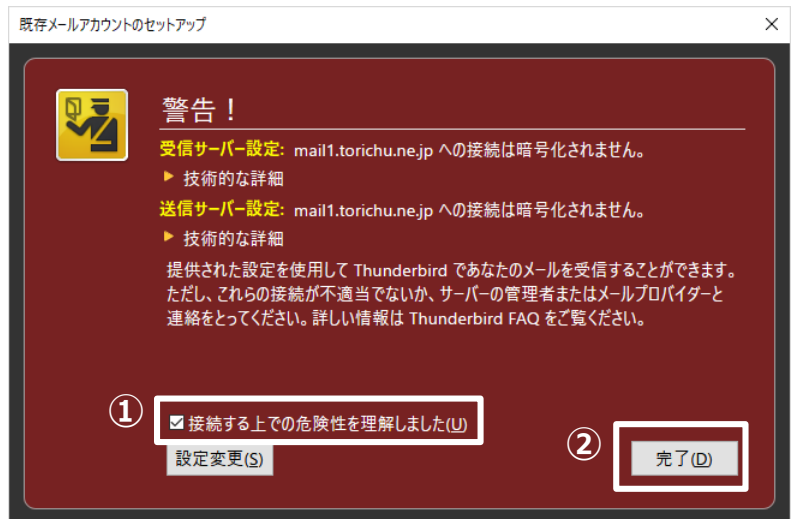 既存メールアカウントのセットアップ
警告！
受信サーバー設定: mail1.torichu.ne.jp への接続は暗号化されません。
技術的な詳細
送信サーバー設定: mail1.torichu.ne.jp への接続は暗号化されません。
技術的な詳細
提供された設定を使用して Thunderbird であなたのメールを受信することができます。
ただし、これらの接続が不適当でないか、サーバーの管理者またはメールプロバイダーと
連絡をとってください。詳しい情報は Thunderbird FAQ をご覧ください。
① 接続する上での危険性を理解しました(U)
設定変更(S)
② 完了(D)